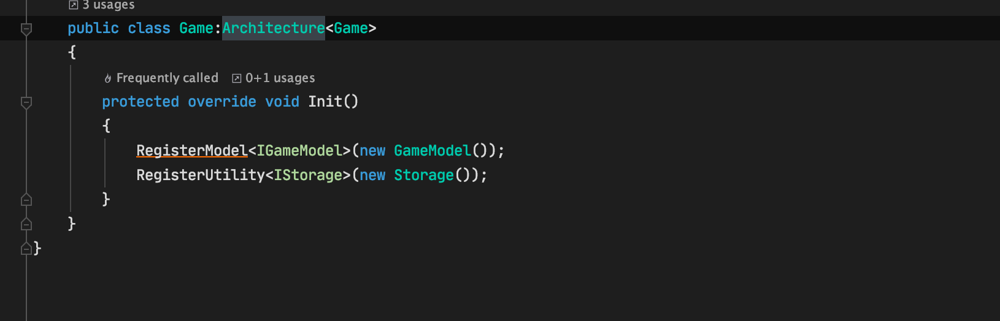 3 usages
public class Game:Architecture<Game>
{
Frequently called 0+1 usages
protected override void Init()
{
RegisterModel<IGameModel>(new GameModel());
RegisterUtility<IStorage>(new Storage());
}
}
}